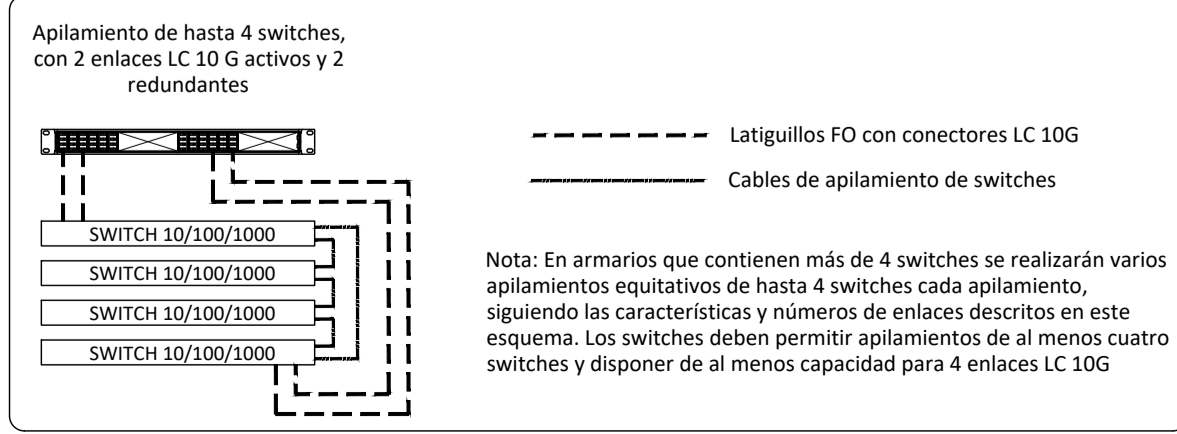 Apilamiento de hasta 4 switches,
con 2 enlaces LC 10 G activos y 2
redundantes
Latiguillos FO con conectores LC 10G
Cables de apilamiento de switches
SWITCH 10/100/1000
SWITCH 10/100/1000
SWITCH 10/100/1000
SWITCH 10/100/1000
Nota: En armarios que contienen más de 4 switches se realizarán varios
apilamientos equitativos de hasta 4 switches cada apilamiento,
siguiendo las características y números de enlaces descritos en este
esquema. Los switches deben permitir apilamientos de al menos cuatro
switches y disponer de al menos capacidad para 4 enlaces LC 10G